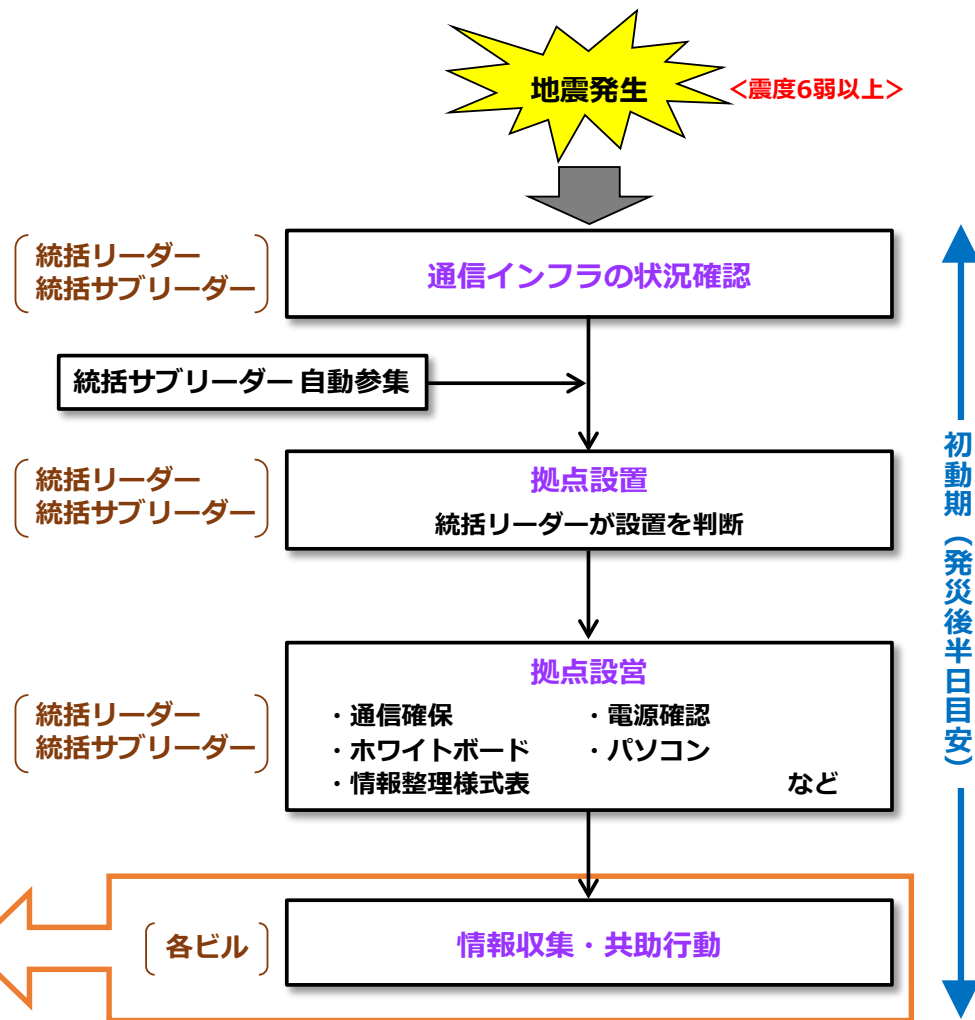 地震発生
<震度6弱以上>
統括リーダー
統括サブリーダー
通信インフラの状況確認
統括サブリーダー 自動参集
統括リーダー
統括サブリーダー
拠点設置
統括リーダーが設置を判断
統括リーダー
統括サブリーダー
拠点設営
・通信確保 ・電源確認
・ホワイトボード ・パソコン
・情報整理様式表 など
各ビル
情報収集・共助行動
初動期（発災後半日目安）